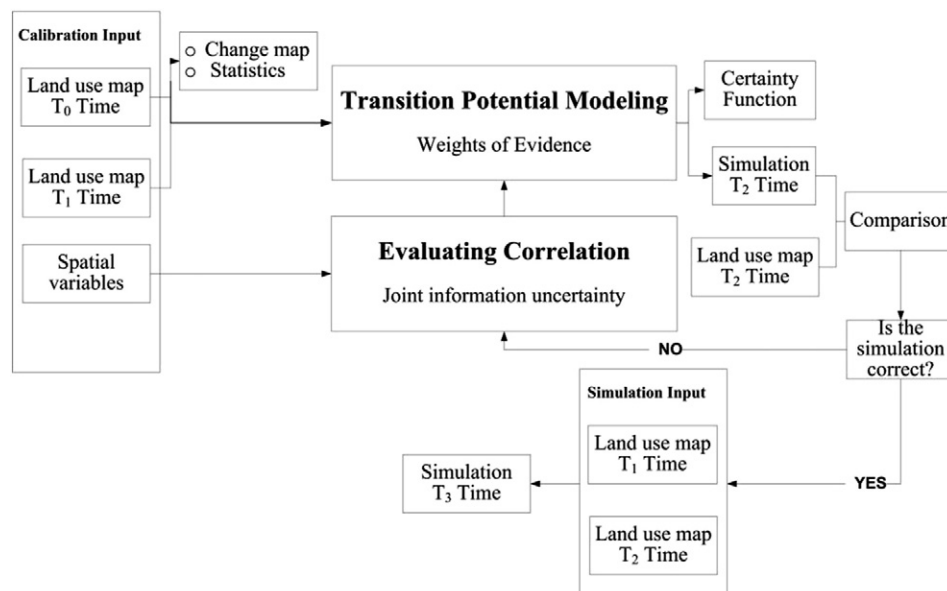 Calibration Input
Land use map
T₀ Time
Land use map
T₁ Time
Spatial
variables
○ Change map
○ Statistics
Transition Potential Modeling
Weights of Evidence
Evaluating Correlation
Joint information uncertainty
Certainty
Function
Simulation
T₂ Time
Land use map
T₂ Time
Comparison
Is the
simulation
correct?
NO
YES
Simulation Input
Land use map
T₁ Time
Land use map
T₂ Time
Simulation
T₃ Time